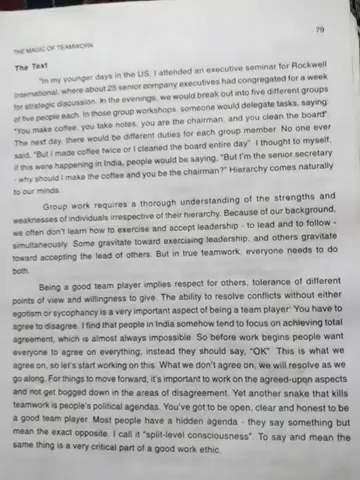 79
THE MAGIC OF TEAMWORK
The Text
"In my younger days in the US, I attended an executive seminar for Rockwell
International, where about 25 senior company executives had congregated for a week
for strategic discussion. In the evenings, we would break out into five different groups
of five people each. In those group workshops, someone would delegate tasks, saying:
"You make coffee, you take notes, you are the chairman, and you clean the board".
The next day, there would be different duties for each group member. No one ever
said, "But I made coffee twice or I cleaned the board entire day". I thought to myself,
if this were happening in India, people would be saying, "But I'm the senior secretary
- why should I make the coffee and you be the chairman?" Hierarchy comes naturally
to our minds.
Group work requires a thorough understanding of the strengths and
weaknesses of individuals irrespective of their hierarchy. Because of our background,
we often don't learn how to exercise and accept leadership - to lead and to follow -
simultaneously. Some gravitate toward exercising leadership, and others gravitate
toward accepting the lead of others. But in true teamwork, everyone needs to do
both.
Being a good team player implies respect for others, tolerance of different
points of view and willingness to give. The ability to resolve conflicts without either
egotism or sycophancy is a very important aspect of being a team player: You have to
agree to disagree. I find that people in India somehow tend to focus on achieving total
agreement, which is almost always impossible. So before work begins people want
everyone to agree on everything; instead they should say, "OK". This is what we
agree on, so let's start working on this. What we don't agree on, we will resolve as we
go along. For things to move forward, it's important to work on the agreed-upon aspects
and not get bogged down in the areas of disagreement. Yet another snake that kills
teamwork is people's political agendas. You've got to be open, clear and honest to be
a good team player. Most people have a hidden agenda - they say something but
mean the exact opposite. I call it "split-level consciousness". To say and mean the
same thing is a very critical part of a good work ethic.